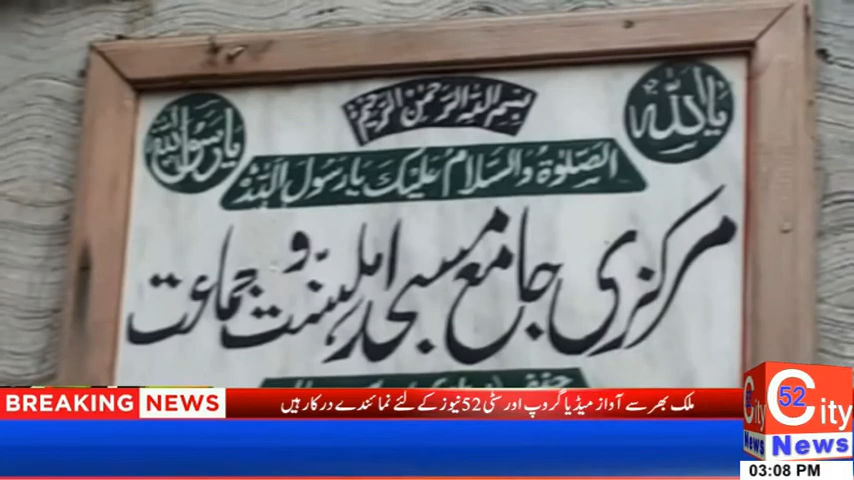 بسم اللہ الرحمن الرحیم
یا اللہ
یا رسول اللہ
الصلوٰۃ والسلام علیک یا رسول اللہ
مرکزی جامع مسجد اہلسنت و جماعت
BREAKING NEWS
ملک بھر سے آواز میڈیا گروپ اور سٹی 52 نیوز کے لئے نمائندے درکار ہیں
52
City
News
03:08 PM